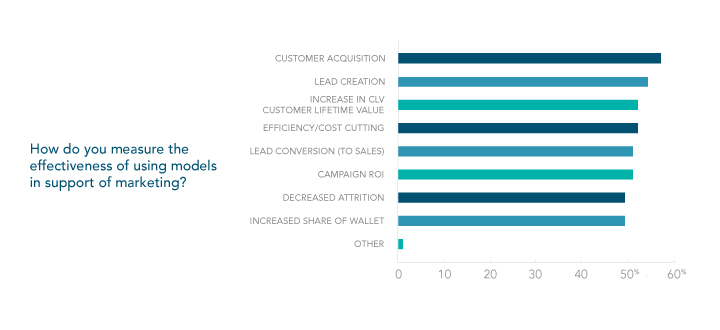 How do you measure the
effectiveness of using models
in support of marketing?
CUSTOMER ACQUISITION
LEAD CREATION
INCREASE IN CLV
CUSTOMER LIFETIME VALUE
EFFICIENCY/COST CUTTING
LEAD CONVERSION (TO SALES)
CAMPAIGN ROI
DECREASED ATTRITION
INCREASED SHARE OF WALLET
OTHER
0 10 20 30 40 50% 60%